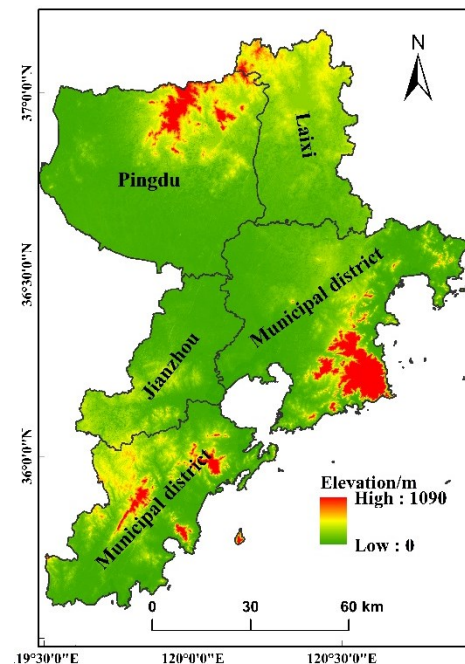 N
37°0'0"N
Laixi
Pingdu
36°30'0"N
Municipal district
Jianzhou
36°0'0"N
Municipal district
Elevation/m
High : 1090
Low : 0
0 30 60 km
19°30'0"E 120°0'0"E 120°30'0"E